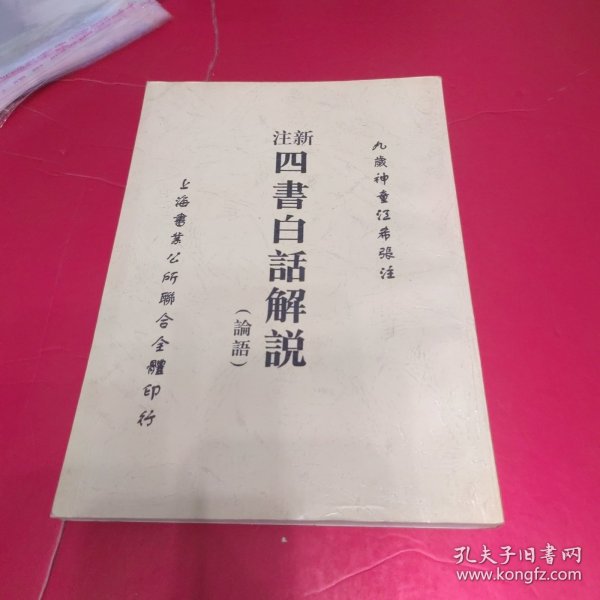 九歲神童江希張注
新注
四書白話解説
（論語）
上海書業公所聯合全體印行
孔夫子旧书网
www.kongfz.com